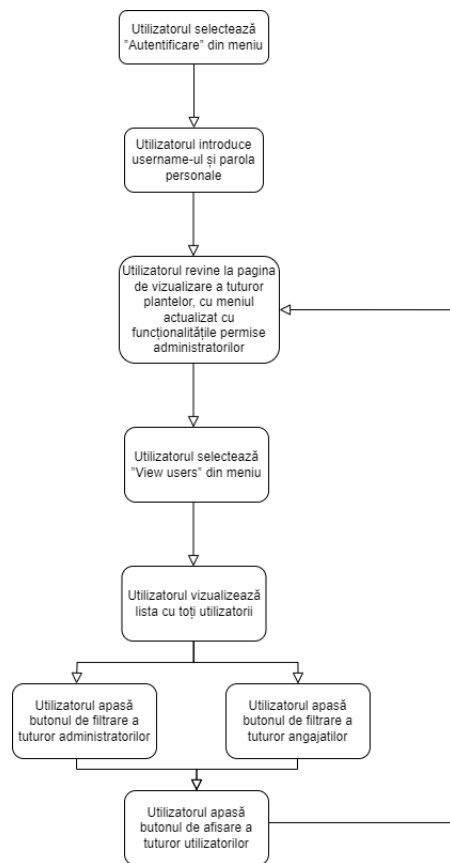 Utilizatorul selectează
"Autentificare" din meniu
Utilizatorul introduce
username-ul și parola
personale
Utilizatorul revine la pagina
de vizualizare a tuturor
plantelor, cu meniul
actualizat cu
funcționalitățile permise
administratorilor
Utilizatorul selectează
"View users" din meniu
Utilizatorul vizualizează
lista cu toți utilizatorii
Utilizatorul apasă
butonul de filtrare a
tuturor administratorilor
Utilizatorul apasă
butonul de filtrare a
tuturor angajatilor
Utilizatorul apasă
butonul de afisare a
tuturor utilizatorilor